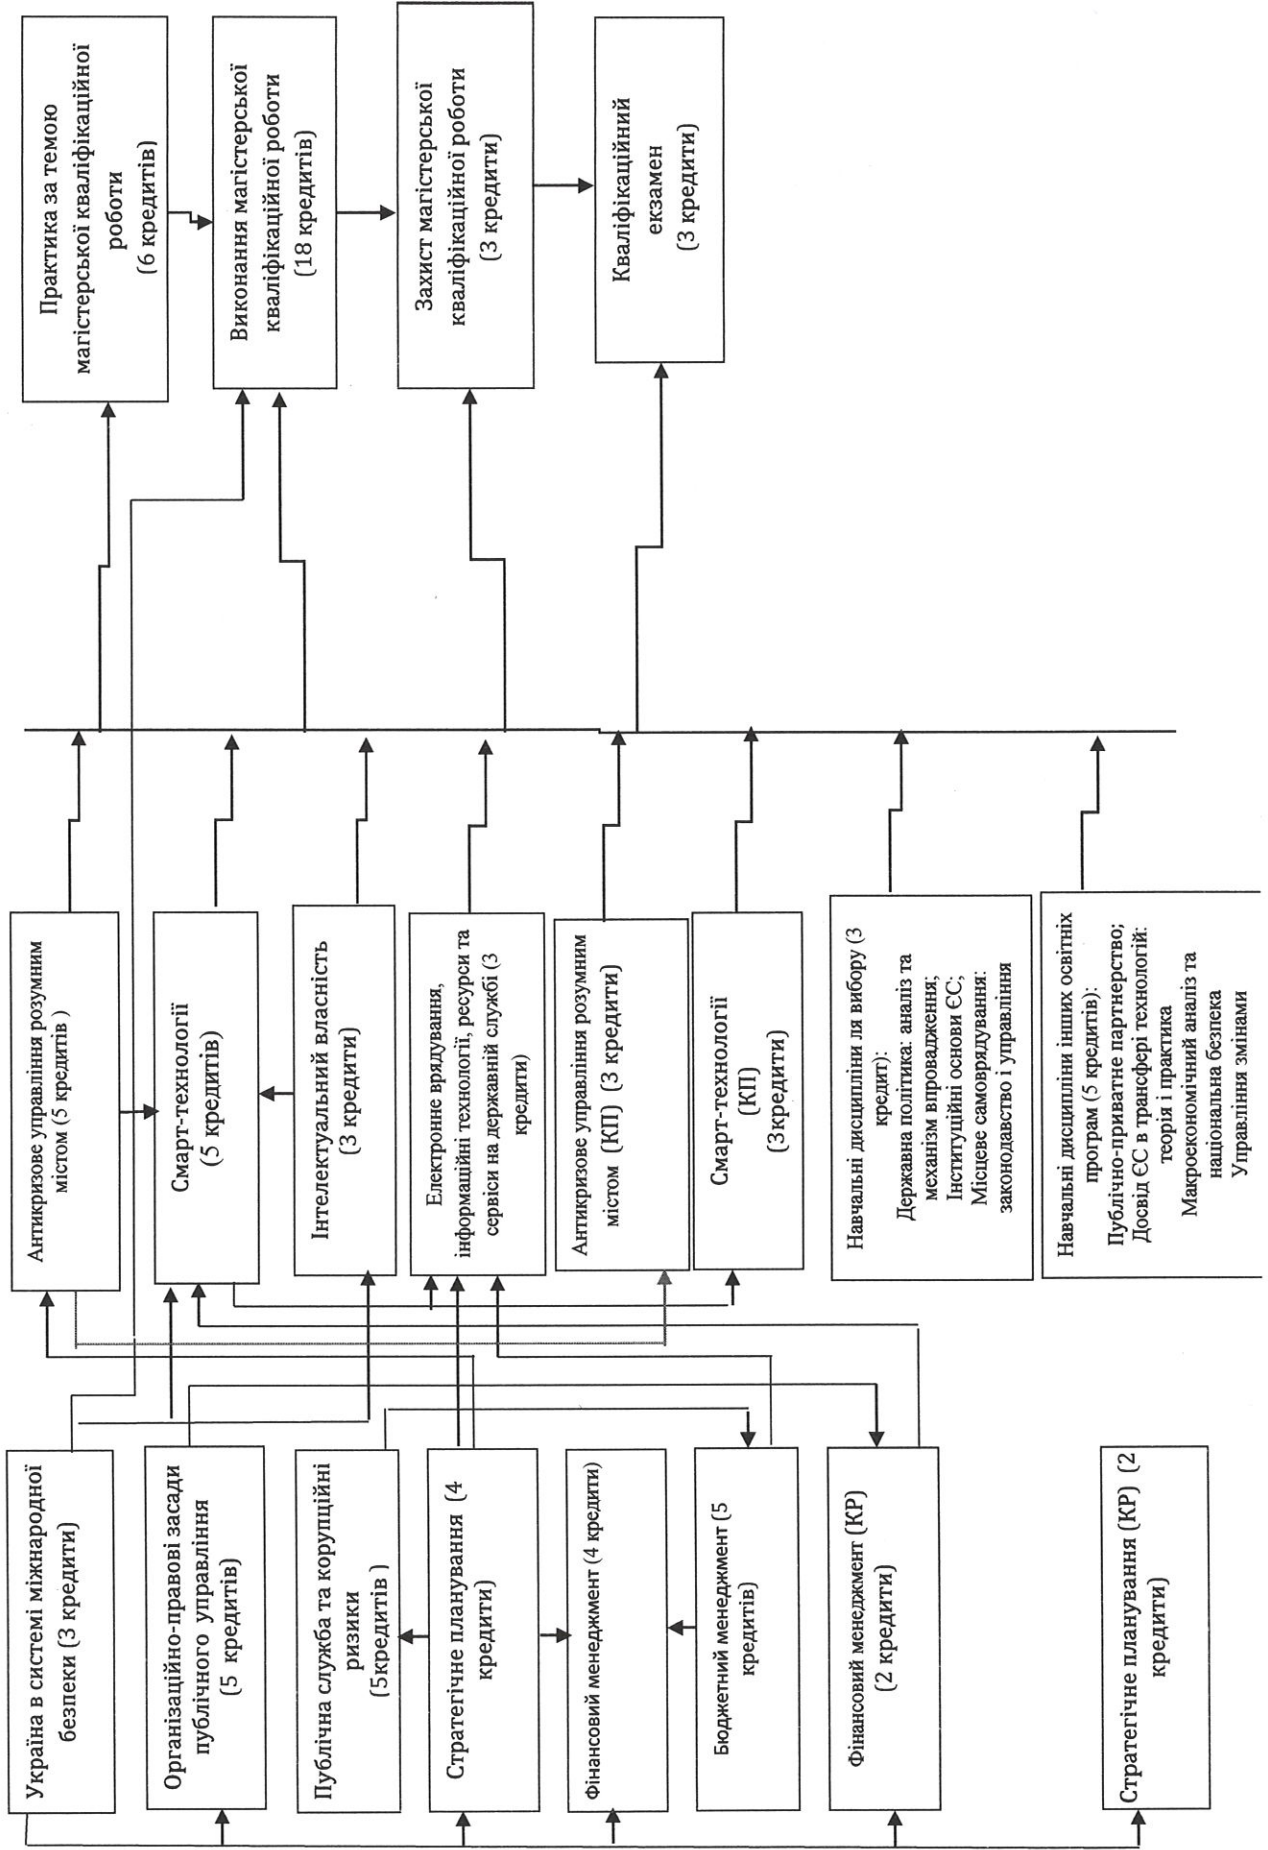 Україна в системі міжнародної
безпеки (3 кредити)
Організаційно-правові засади
публічного управління
(5 кредитів)
Публічна служба та корупційні
ризики
(5кредитів )
Стратегічне планування (4
кредити)
Фінансовий менеджмент (4 кредити)
Бюджетний менеджмент (5
кредитів)
Фінансовий менеджмент (КР)
(2 кредити)
Стратегічне планування (КР) (2
кредити)
Антикризове управління розумним
містом (5 кредитів )
Смарт-технології
(5 кредитів)
Інтелектуальний власність
(3 кредити)
Електронне врядування,
інформаційні технології, ресурси та
сервіси на державній службі (3
кредити)
Антикризове управління розумним
містом (КП) (3 кредити)
Смарт-технології
(КП)
(3кредити)
Навчальні дисципліни ля вибору (3
кредит):
Державна політика: аналіз та
механізм впровадження;
Інституційні основи ЄС;
Місцеве самоврядування:
законодавство і управління
Навчальні дисципліни інших освітніх
програм (5 кредитів):
Публічно-приватне партнерство;
Досвід ЄС в трансфері технологій:
теорія і практика
Макроекономічний аналіз та
національна безпека
Управління змінами
Практика за темою
магістерської кваліфікаційної
роботи
(6 кредитів)
Виконання магістерської
кваліфікаційної роботи
(18 кредитів)
Захист магістерської
кваліфікаційної роботи
(3 кредити)
Кваліфікаційний
екзамен
(3 кредити)